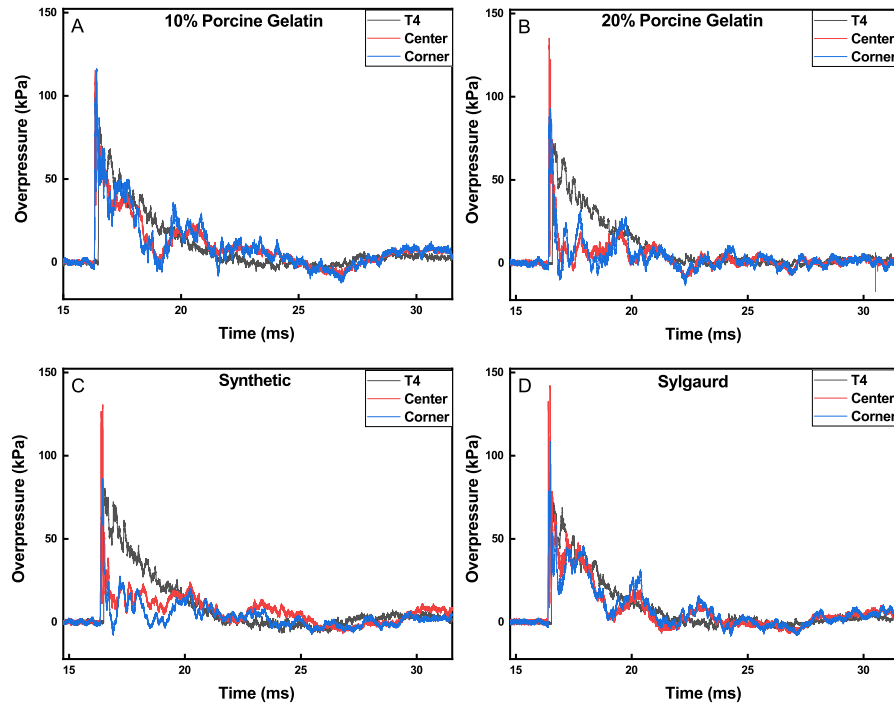 A
10% Porcine Gelatin
T4
Center
Corner
150
100
50
0
Overpressure (kPa)
15
20
25
30
Time (ms)
B
20% Porcine Gelatin
T4
Center
Corner
150
100
50
0
Overpressure (kPa)
15
20
25
30
Time (ms)
C
Synthetic
T4
Center
Corner
150
100
50
0
Overpressure (kPa)
15
20
25
30
Time (ms)
D
Sylgaurd
T4
Center
Corner
150
100
50
0
Overpressure (kPa)
15
20
25
30
Time (ms)